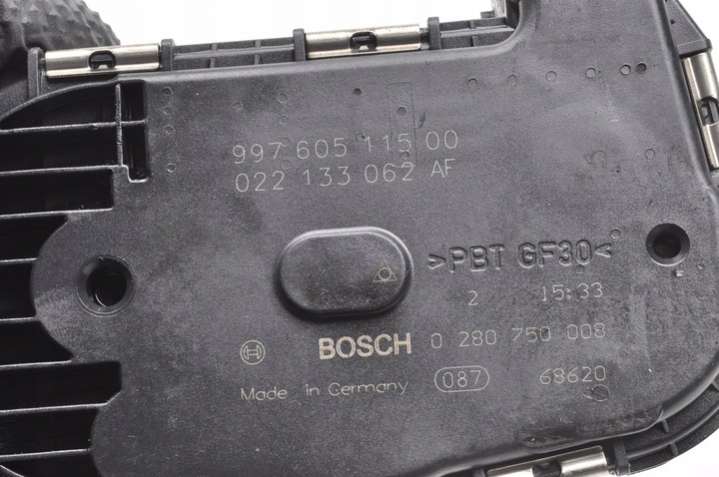 997 605 115 00
022 133 062 AF
>PBT GF30<
2 15:33
BOSCH 0 280 750 008
Made in Germany 087 68620